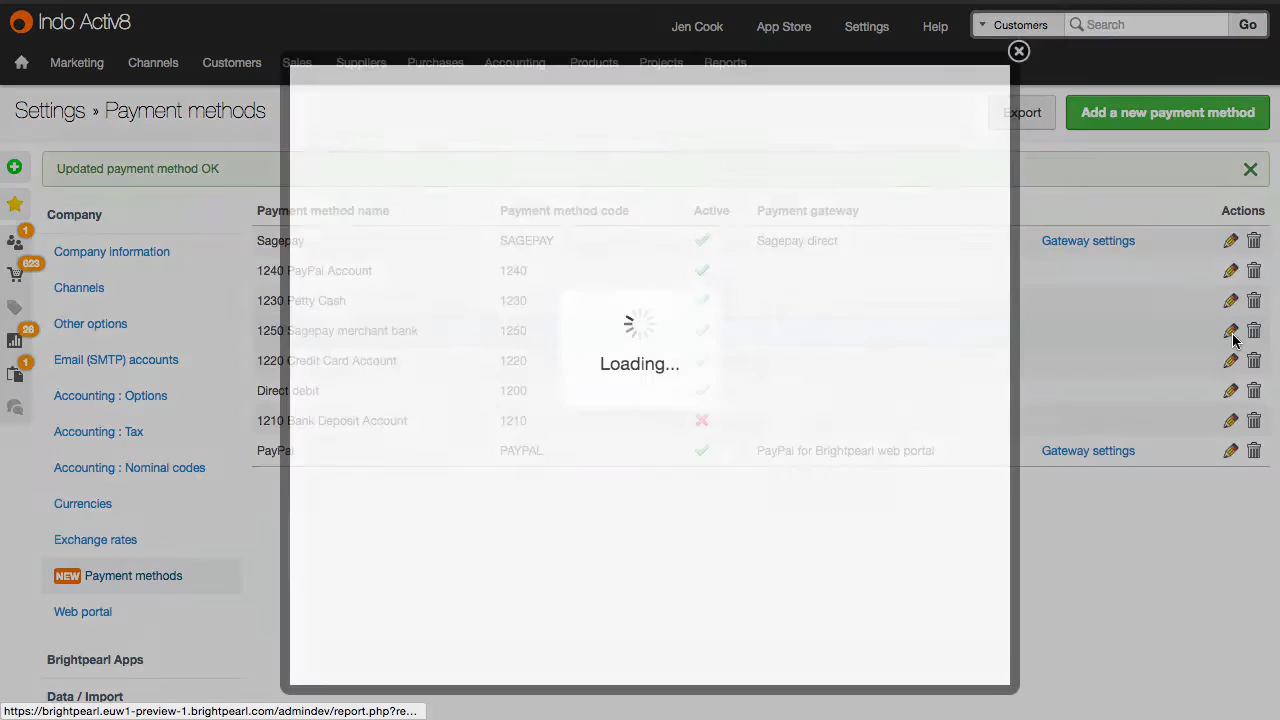 Indo Activ8
Jen Cook App Store Settings Help Customers Search Go
Marketing Channels Customers Sales Suppliers Purchases Accounting Products Projects Reports
Settings » Payment methods
Export Add a new payment method
Updated payment method OK
Company
Company information
Channels
Other options
Email (SMTP) accounts
Accounting : Options
Accounting : Tax
Accounting : Nominal codes
Currencies
Exchange rates
NEW Payment methods
Web portal
Brightpearl Apps
Data / Import
1
623
26
1
Payment method name Payment method code Active Payment gateway Actions
Sagepay SAGEPAY Sagepay direct Gateway settings
1240 PayPal Account 1240
1230 Petty Cash 1230
1250 Sagepay merchant bank 1250
1220 Credit Card Account 1220
Direct debit 1200
1210 Bank Deposit Account 1210
PayPal PAYPAL PayPal for Brightpearl web portal Gateway settings
Loading...
https://brightpearl.euw1-preview-1.brightpearl.com/admindev/report.php?re...